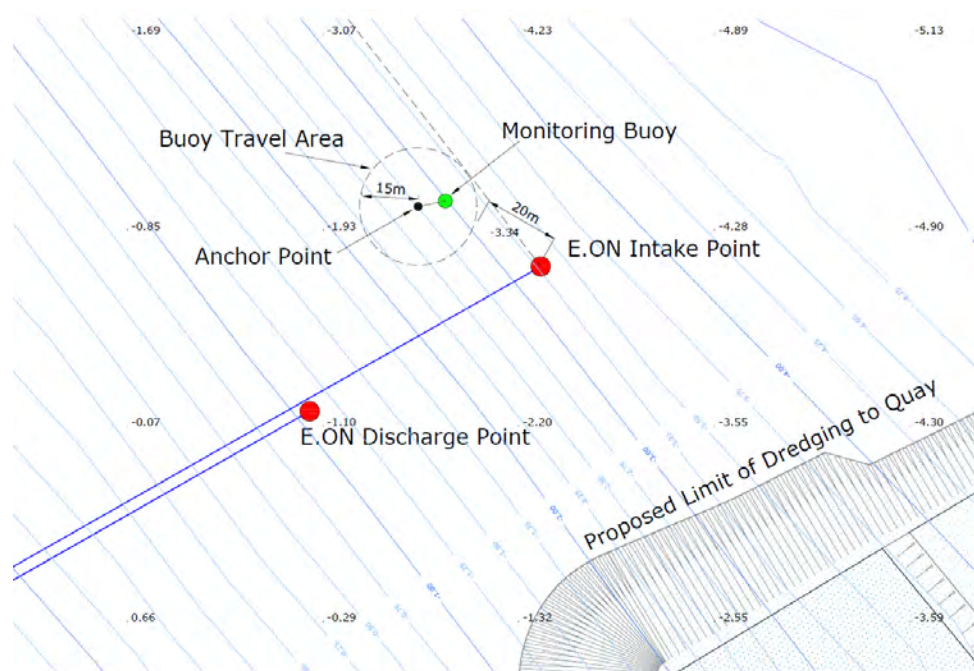 -1.69 -3.07 -4.23 -4.89 -5.13
Monitoring Buoy
Buoy Travel Area
15m
20m
-0.85 -1.93 -3.34 -4.28 -4.90
Anchor Point
E.ON Intake Point
-4.00
-0.07 -1.10 -2.20 -3.55 -4.30
E.ON Discharge Point
Proposed Limit of Dredging to Quay
0.66 -0.29 -1.32 -2.55 -3.59